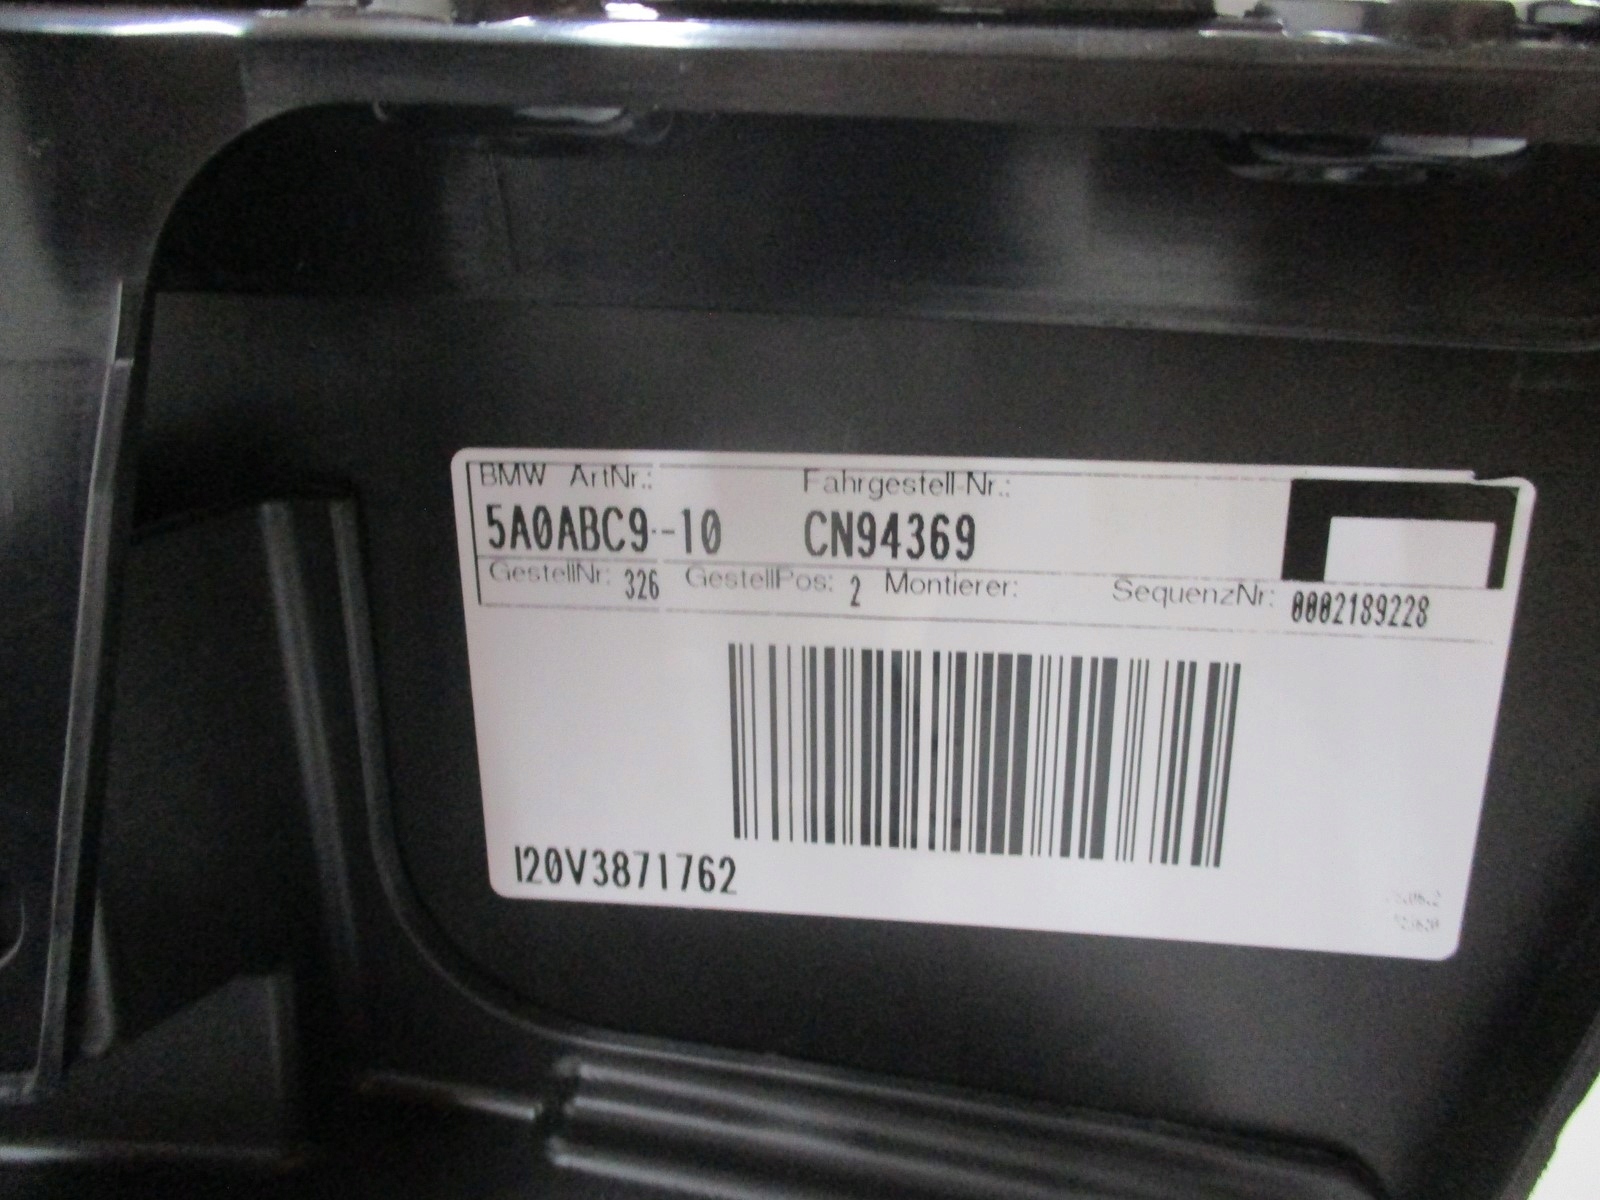 BMW ArtNr.: Fahrgestell-Nr.:
5A0ABC9--10 CN94369
GestellNr: 326 GestellPos: 2 Montierer: SequenzNr: 0002189228
I20V3871762